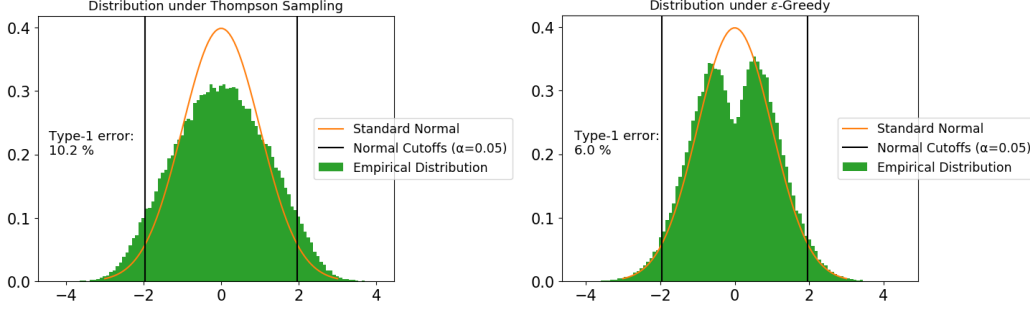 Distribution under Thompson Sampling
0.4
0.3
0.2
0.1
0.0
−4
−2
0
2
4
Type-1 error:
10.2 %
Standard Normal
Normal Cutoffs (α=0.05)
Empirical Distribution
Distribution under ε-Greedy
0.4
0.3
0.2
0.1
0.0
−4
−2
0
2
4
Type-1 error:
6.0 %
Standard Normal
Normal Cutoffs (α=0.05)
Empirical Distribution